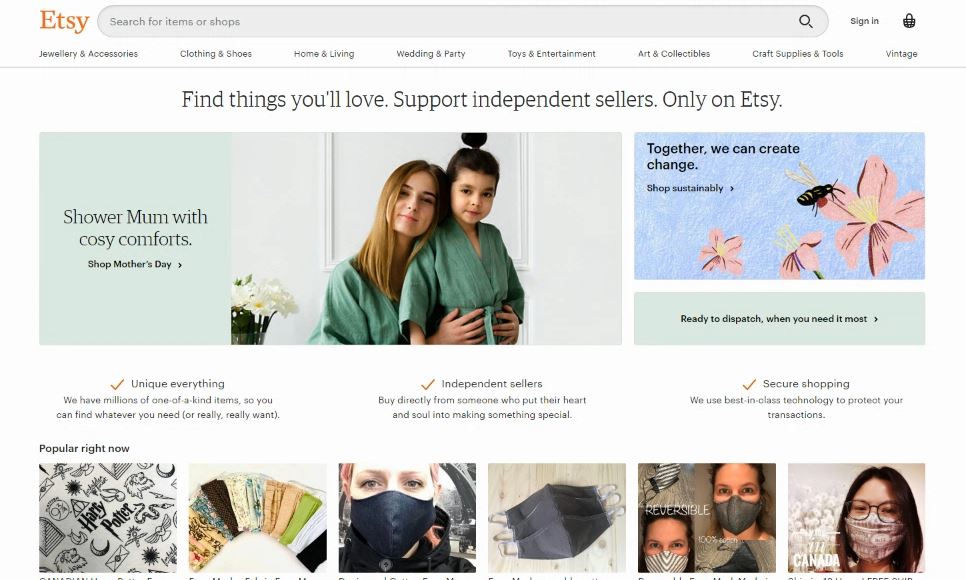 Etsy
Search for items or shops
Sign in
Jewellery & Accessories
Clothing & Shoes
Home & Living
Wedding & Party
Toys & Entertainment
Art & Collectibles
Craft Supplies & Tools
Vintage
Find things you'll love. Support independent sellers. Only on Etsy.
Shower Mum with
cosy comforts.
Shop Mother's Day
Together, we can create
change.
Shop sustainably
Ready to dispatch, when you need it most
Unique everything
We have millions of one-of-a-kind items, so you
can find whatever you need (or really, really want).
Independent sellers
Buy directly from someone who put their heart
and soul into making something special.
Secure shopping
We use best-in-class technology to protect your
transactions.
Popular right now
Harry
Potter
REVERSIBLE
100% cotton
CANADA